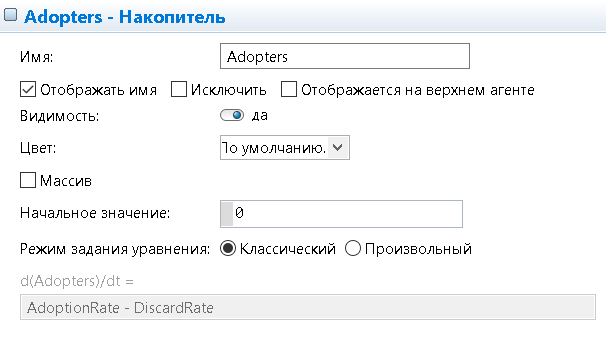 Adopters - Накопитель
Имя: Adopters
Отображать имя Исключить Отображается на верхнем агенте
Видимость: да
Цвет: По умолчанию.
Массив
Начальное значение: 0
Режим задания уравнения: Классический Произвольный
d(Adopters)/dt =
AdoptionRate - DiscardRate